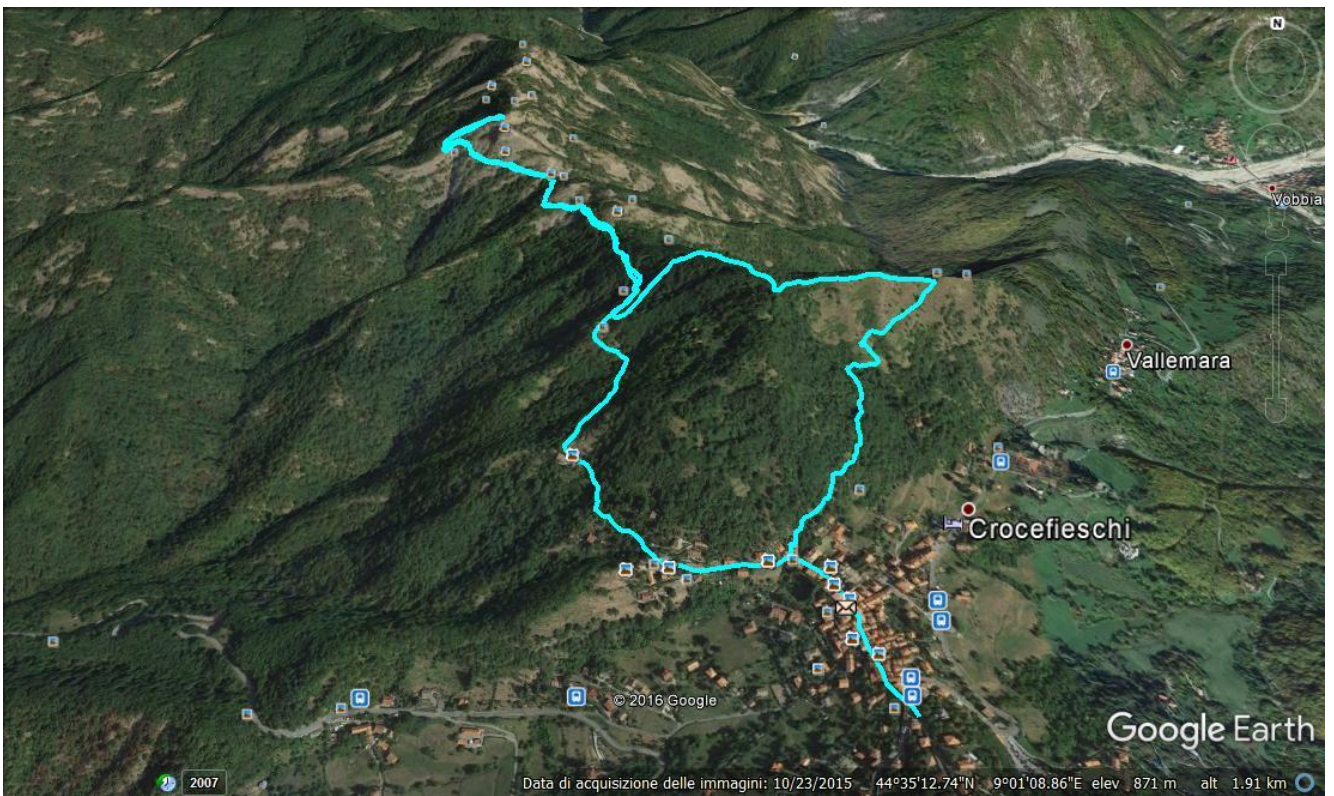 N
Vobbia
Vallemara
Crocefieschi
© 2016 Google
Google Earth
2007
Data di acquisizione delle immagini: 10/23/2015 44°35'12.74"N 9°01'08.86"E elev 871 m alt 1.91 km